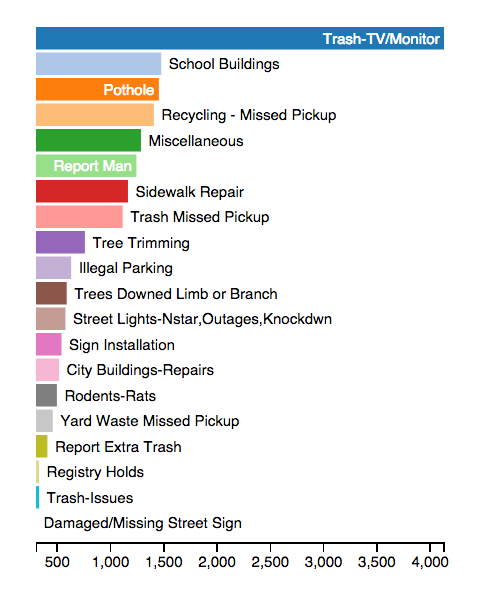 Trash-TV/Monitor
School Buildings
Pothole
Recycling - Missed Pickup
Miscellaneous
Report Man
Sidewalk Repair
Trash Missed Pickup
Tree Trimming
Illegal Parking
Trees Downed Limb or Branch
Street Lights-Nstar,Outages,Knockdwn
Sign Installation
City Buildings-Repairs
Rodents-Rats
Yard Waste Missed Pickup
Report Extra Trash
Registry Holds
Trash-Issues
Damaged/Missing Street Sign
500 1,000 1,500 2,000 2,500 3,000 3,500 4,000